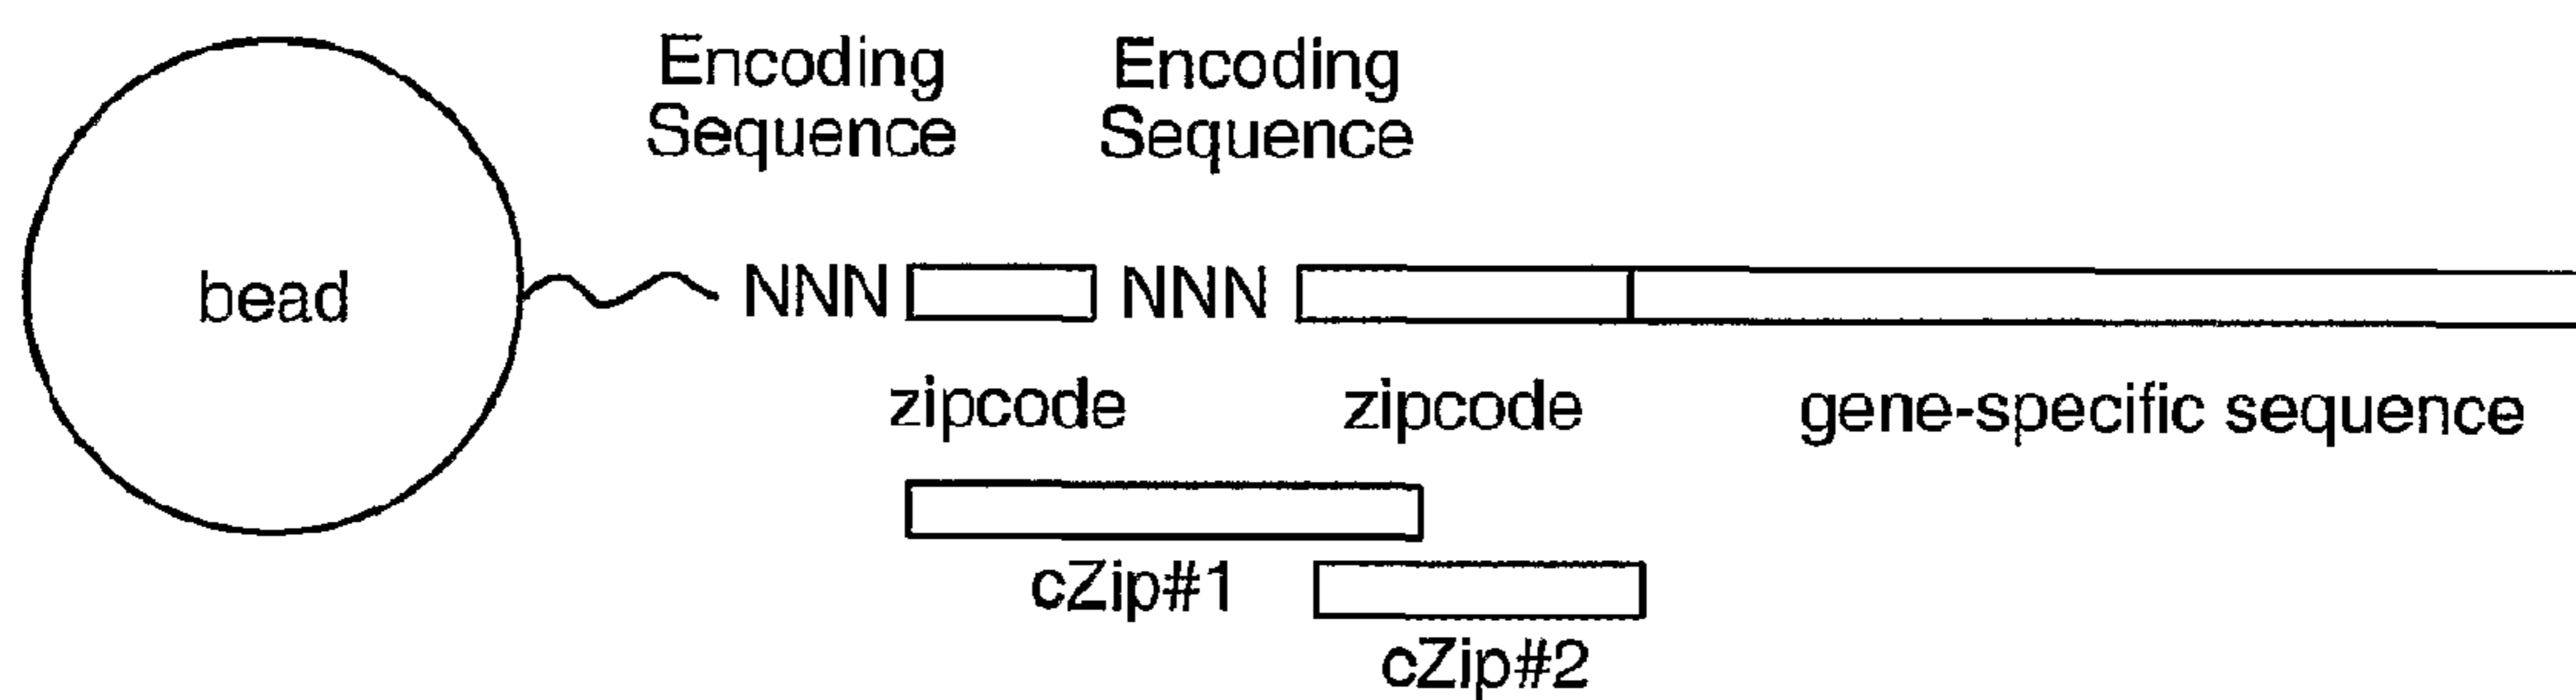 Encoding
Sequence
Encoding
Sequence
bead
NNN
NNN
zipcode
zipcode
gene-specific sequence
cZip#1
cZip#2